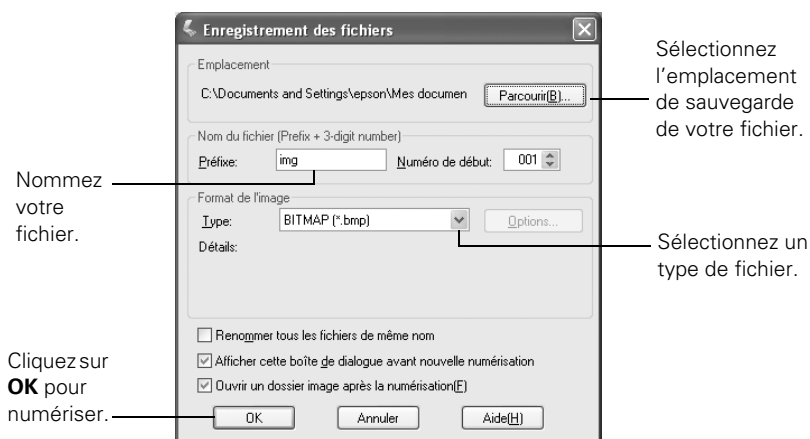 Enregistrement des fichiers
Emplacement
C:\Documents and Settings\epson\Mes documen
Parcourir(B)...
Sélectionnez
l'emplacement
de sauvegarde
de votre fichier.
Nom du fichier (Prefix + 3-digit number)
Préfixe:
img
Numéro de début:
001
Nommez
votre
fichier.
Format de l'image
Type:
BITMAP (*.bmp)
Options...
Détails:
Sélectionnez un
type de fichier.
Renommer tous les fichiers de même nom
Afficher cette boîte de dialogue avant nouvelle numérisation
Ouvrir un dossier image après la numérisation(F)
Cliquez sur
OK pour
numériser.
OK
Annuler
Aide(H)